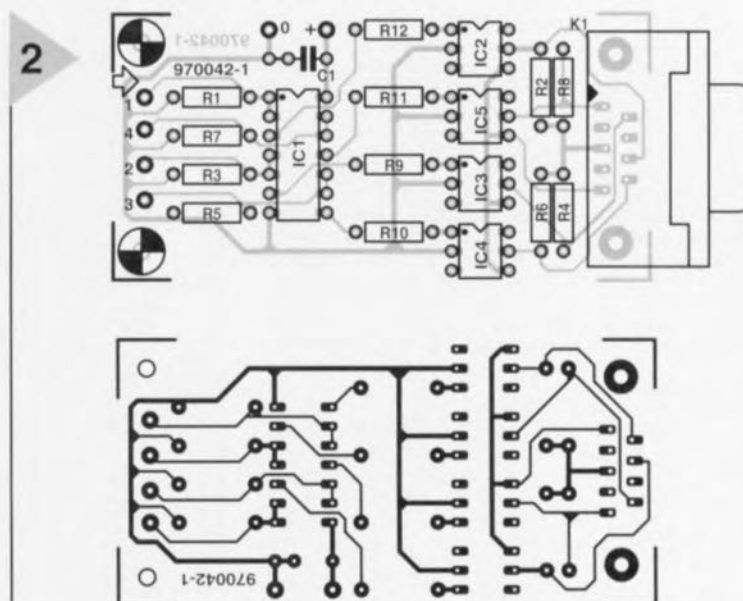 2
970042-1
0 +
R12
IC2
K1
970042-1
C1
1
R1
R11
R2
R8
IC5
4
R7
IC1
2
R3
R9
IC3
3
R5
R6
R4
R10
IC4
970042-1